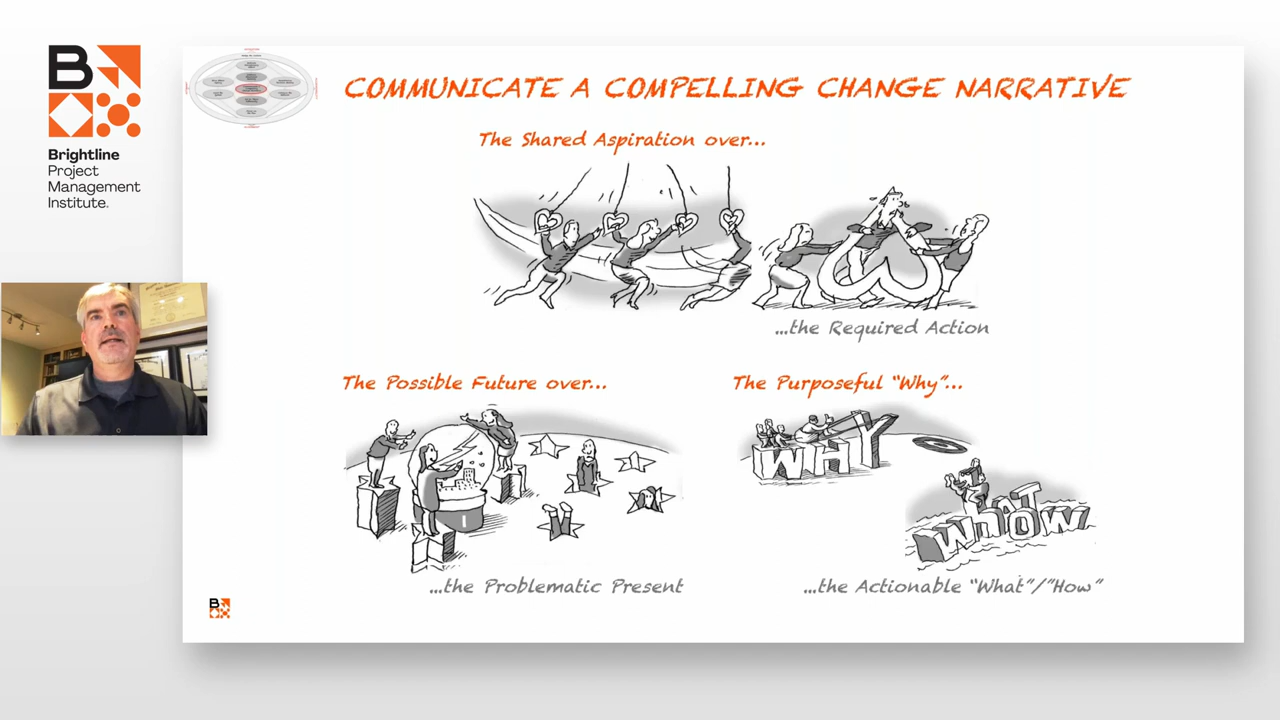 B
Brightline
Project
Management
Institute.
COMMUNICATE A COMPELLING CHANGE NARRATIVE
The Shared Aspiration over...
...the Required Action
The Possible Future over...
The Purposeful “Why”...
WHY
WHAT
HOW
...the Problematic Present
...the Actionable “What”/”How”
B